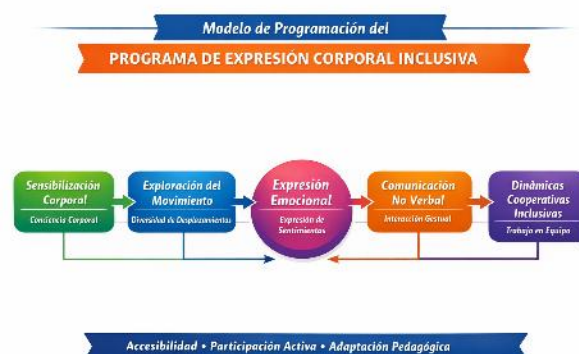 Modelo de Programación del
PROGRAMA DE EXPRESIÓN CORPORAL INCLUSIVA
Sensibilización
Corporal
Conciencia Corporal
Exploración del
Movimiento
Diversidad de Desplazamientos
Expresión
Emocional
Expresión de
Sentimientos
Comunicación
No Verbal
Interacción Gestual
Dinámicas
Cooperativas
Inclusivas
Trabajo en Equipo
Accesibilidad • Participación Activa • Adaptación Pedagógica